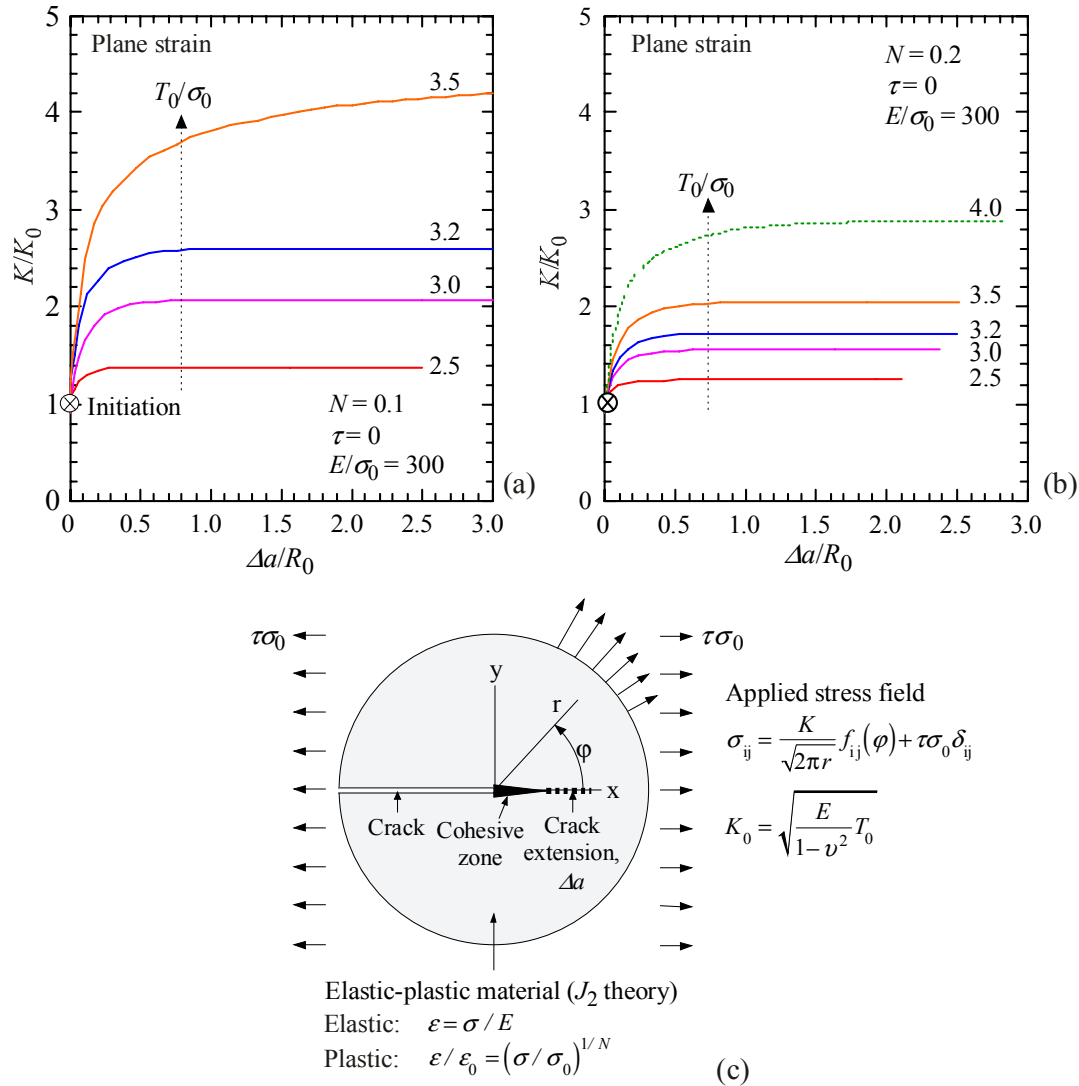 Plane strain
T₀/σ₀
3.5
3.2
3.0
2.5
⊗ Initiation
N = 0.1
τ = 0
E/σ₀ = 300
(a)
K/K₀
5
4
3
2
1
0
0 0.5 1.0 1.5 2.0 2.5 3.0
Δa/R₀
Plane strain
N = 0.2
τ = 0
E/σ₀ = 300
T₀/σ₀
4.0
3.5
3.2
3.0
2.5
(b)
K/K₀
5
4
3
2
1
0
0 0.5 1.0 1.5 2.0 2.5 3.0
Δa/R₀
τσ₀ τσ₀
y
r
φ
x
Crack
Cohesive
zone
Crack
extension,
Δa
Applied stress field
σ_ij = K/√(2πr) f_ij(φ) + τσ₀δ_ij
K₀ = √(E/(1−υ²) T₀)
Elastic-plastic material (J₂ theory)
Elastic: ε = σ / E
Plastic: ε / ε₀ = (σ / σ₀)^(1/N)
(c)